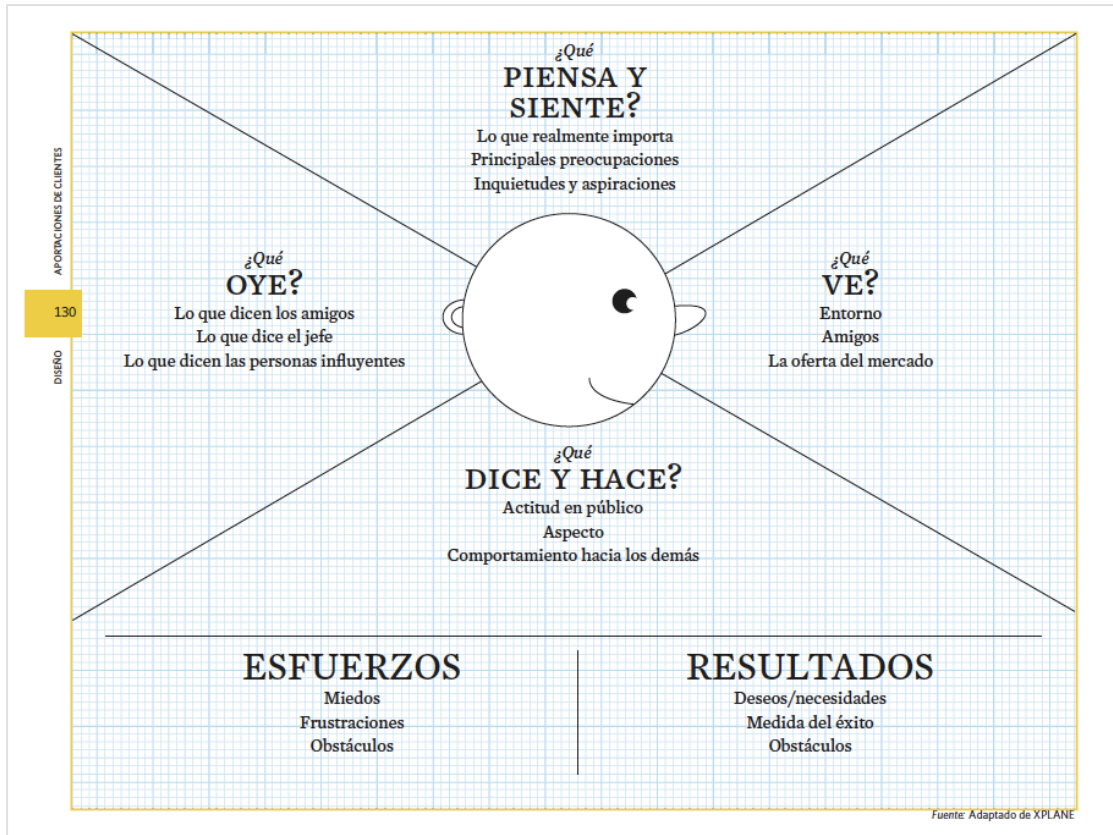 ¿Qué
PIENSA Y
SIENTE?
Lo que realmente importa
Principales preocupaciones
Inquietudes y aspiraciones
APORTACIONES DE CLIENTES
130
DISEÑO
¿Qué
OYE?
Lo que dicen los amigos
Lo que dice el jefe
Lo que dicen las personas influyentes
¿Qué
VE?
Entorno
Amigos
La oferta del mercado
¿Qué
DICE Y HACE?
Actitud en público
Aspecto
Comportamiento hacia los demás
ESFUERZOS
Miedos
Frustraciones
Obstáculos
RESULTADOS
Deseos/necesidades
Medida del éxito
Obstáculos
Fuente: Adaptado de XPLANE